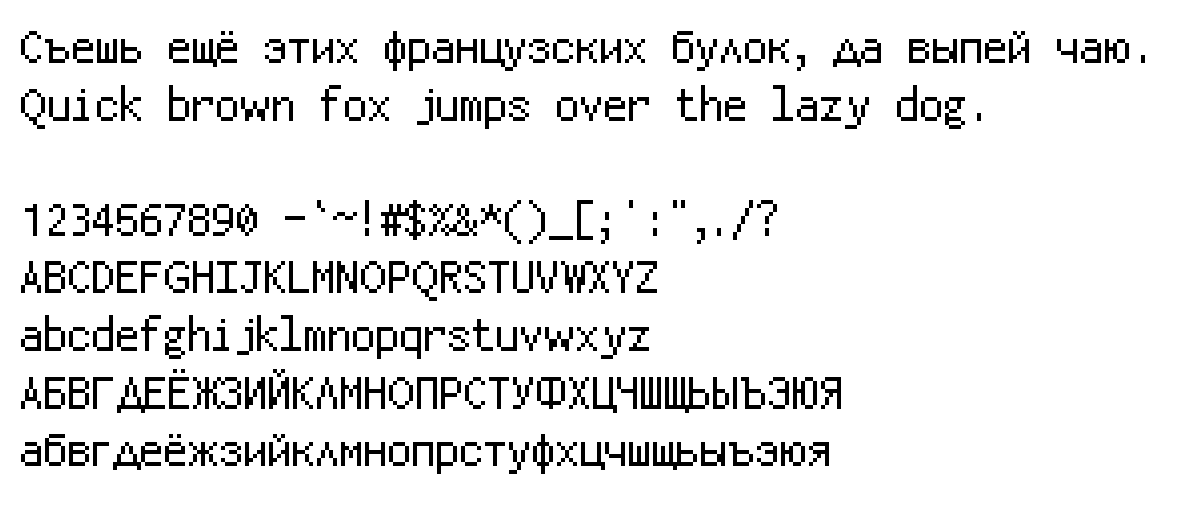 Съешь ещё этих французских булок, да выпей чаю.
Quick brown fox jumps over the lazy dog.
1234567890 -`~!#$%&*()_[;':",./?
ABCDEFGHIJKLMNOPQRSTUVWXYZ
abcdefghijklmnopqrstuvwxyz
АБВГДЕЁЖЗИЙКЛМНОПРСТУФХЦЧШЩЬЫЪЭЮЯ
абвгдеёжзийклмнопрстуфхцчшщьыъэюя